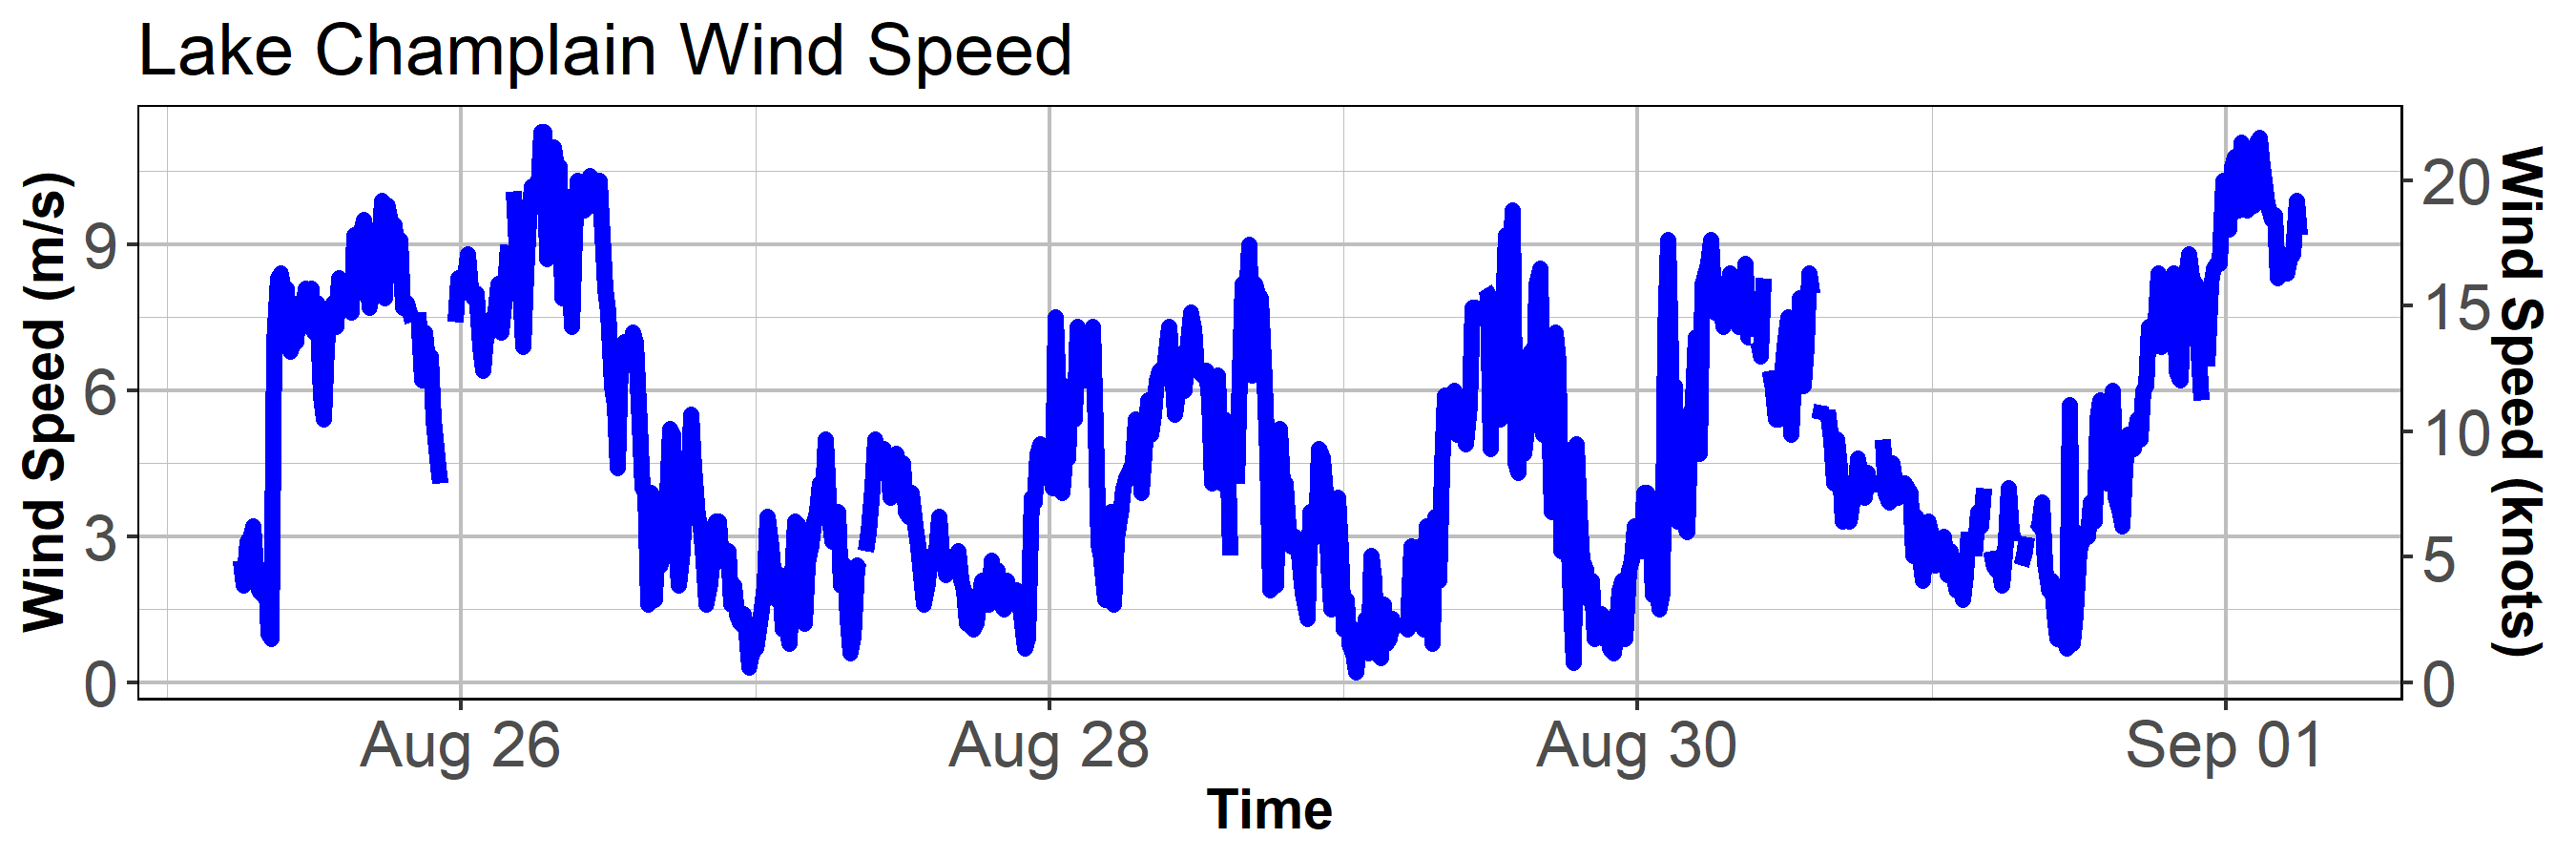 Lake Champlain Wind Speed
Wind Speed (m/s)
9
6
3
0
20
15
10
5
0
Wind Speed (knots)
Aug 26
Aug 28
Aug 30
Sep 01
Time